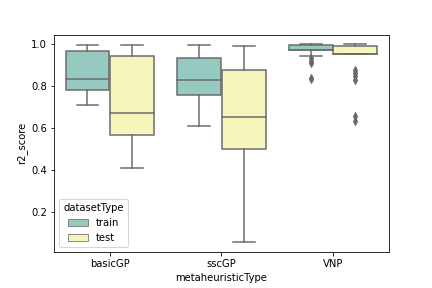 1.0
0.8
0.6
0.4
0.2
r2_score
datasetType
train
test
basicGP
sscGP
VNP
metaheuristicType